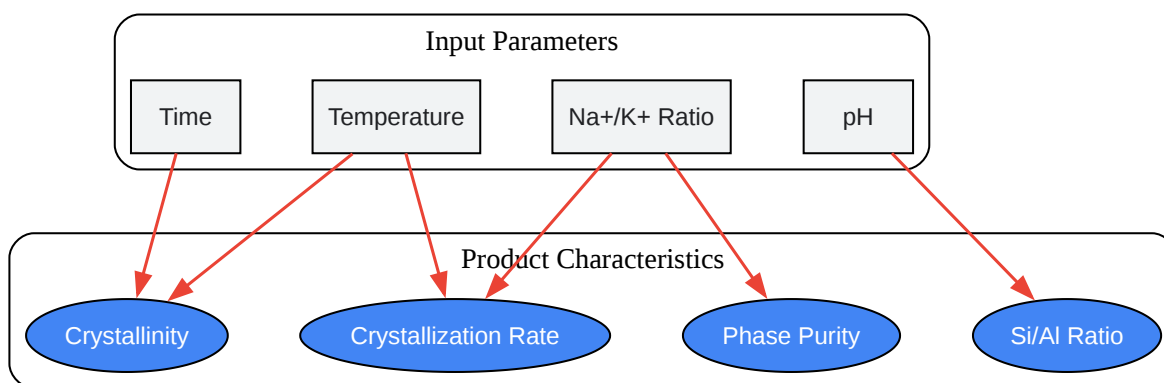 Input Parameters
Time
Temperature
Na+/K+ Ratio
pH
Product Characteristics
Crystallinity
Crystallization Rate
Phase Purity
Si/Al Ratio